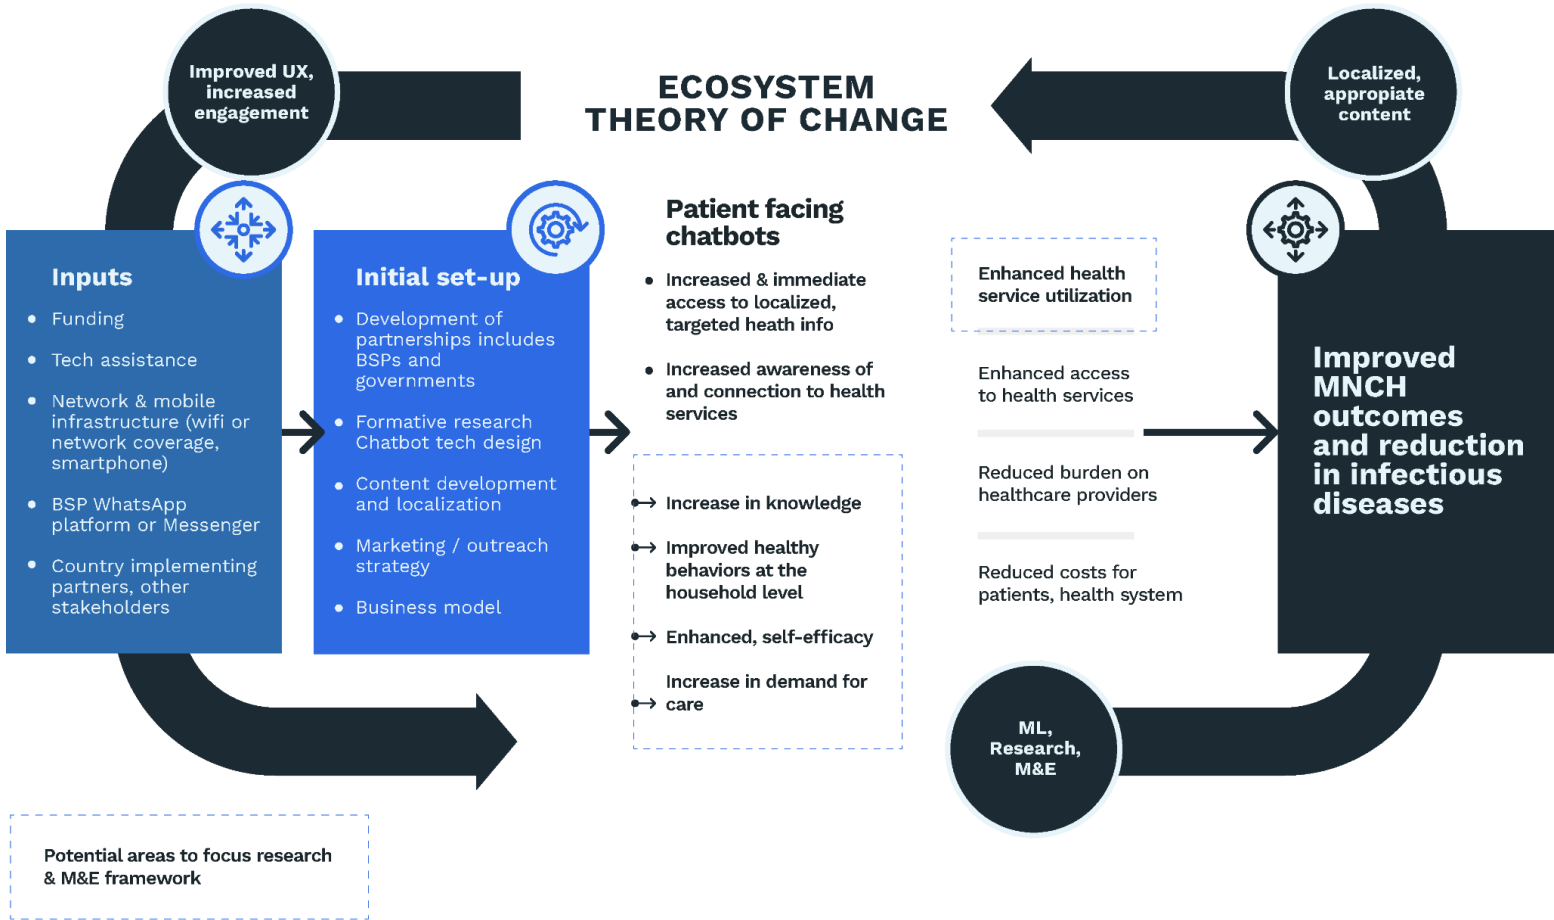 Improved UX,
increased
engagement
ECOSYSTEM
THEORY OF CHANGE
Localized,
appropiate
content
Inputs
Funding
Tech assistance
Network & mobile
infrastructure (wifi or
network coverage,
smartphone)
BSP WhatsApp
platform or Messenger
Country implementing
partners, other
stakeholders
Initial set-up
Development of
partnerships includes
BSPs and
governments
Formative research
Chatbot tech design
Content development
and localization
Marketing / outreach
strategy
Business model
Patient facing
chatbots
Increased & immediate
access to localized,
targeted heath info
Increased awareness of
and connection to health
services
Increase in knowledge
Improved healthy
behaviors at the
household level
Enhanced, self-efficacy
Increase in demand for
care
Enhanced health
service utilization
Enhanced access
to health services
Reduced burden on
healthcare providers
Reduced costs for
patients, health system
Improved
MNCH
outcomes
and reduction
in infectious
diseases
ML,
Research,
M&E
Potential areas to focus research
& M&E framework